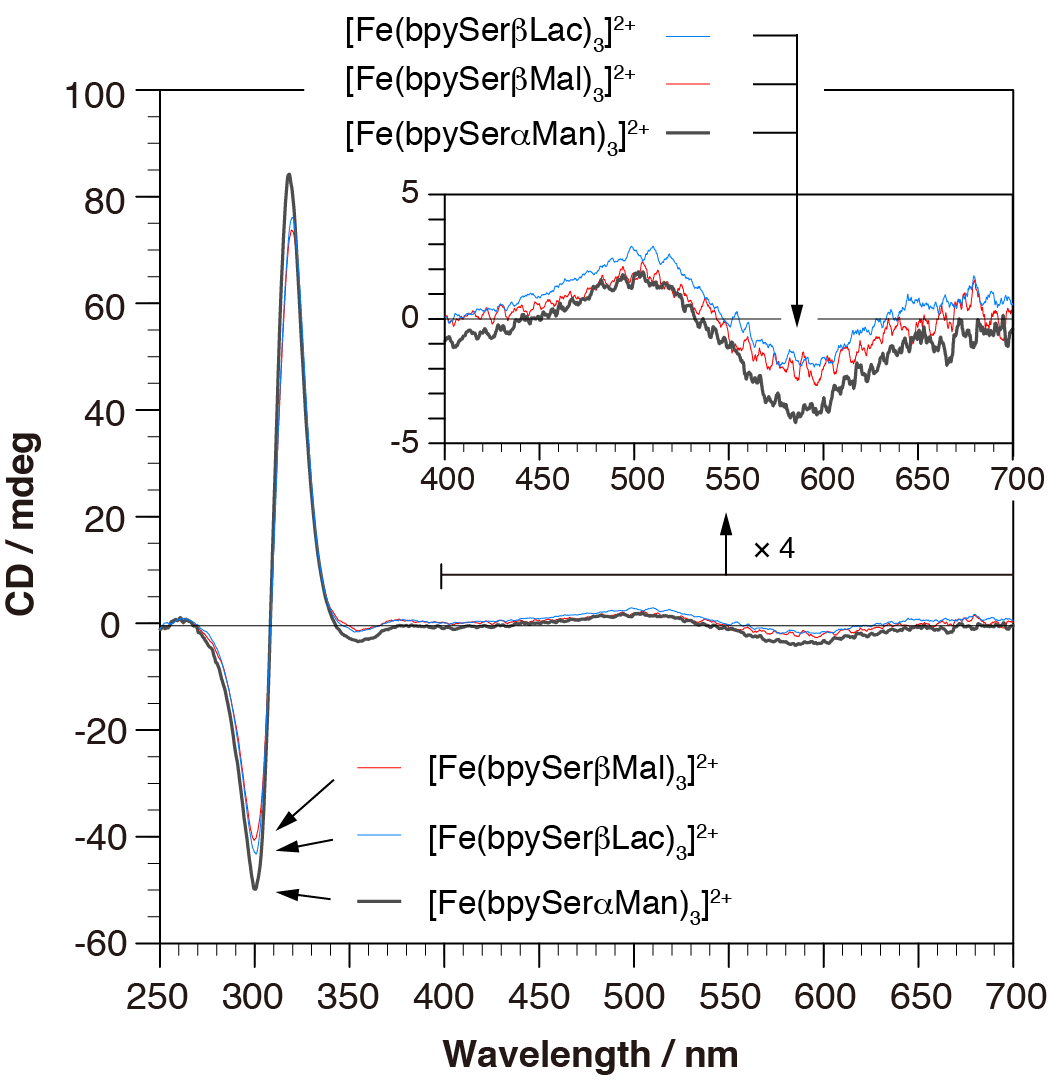 [Fe(bpySerβLac)₃]²⁺
[Fe(bpySerβMal)₃]²⁺
[Fe(bpySerαMan)₃]²⁺
100
80
60
40
20
0
-20
-40
-60
CD / mdeg
5
0
-5
400 450 500 550 600 650 700
× 4
[Fe(bpySerβMal)₃]²⁺
[Fe(bpySerβLac)₃]²⁺
[Fe(bpySerαMan)₃]²⁺
250 300 350 400 450 500 550 600 650 700
Wavelength / nm